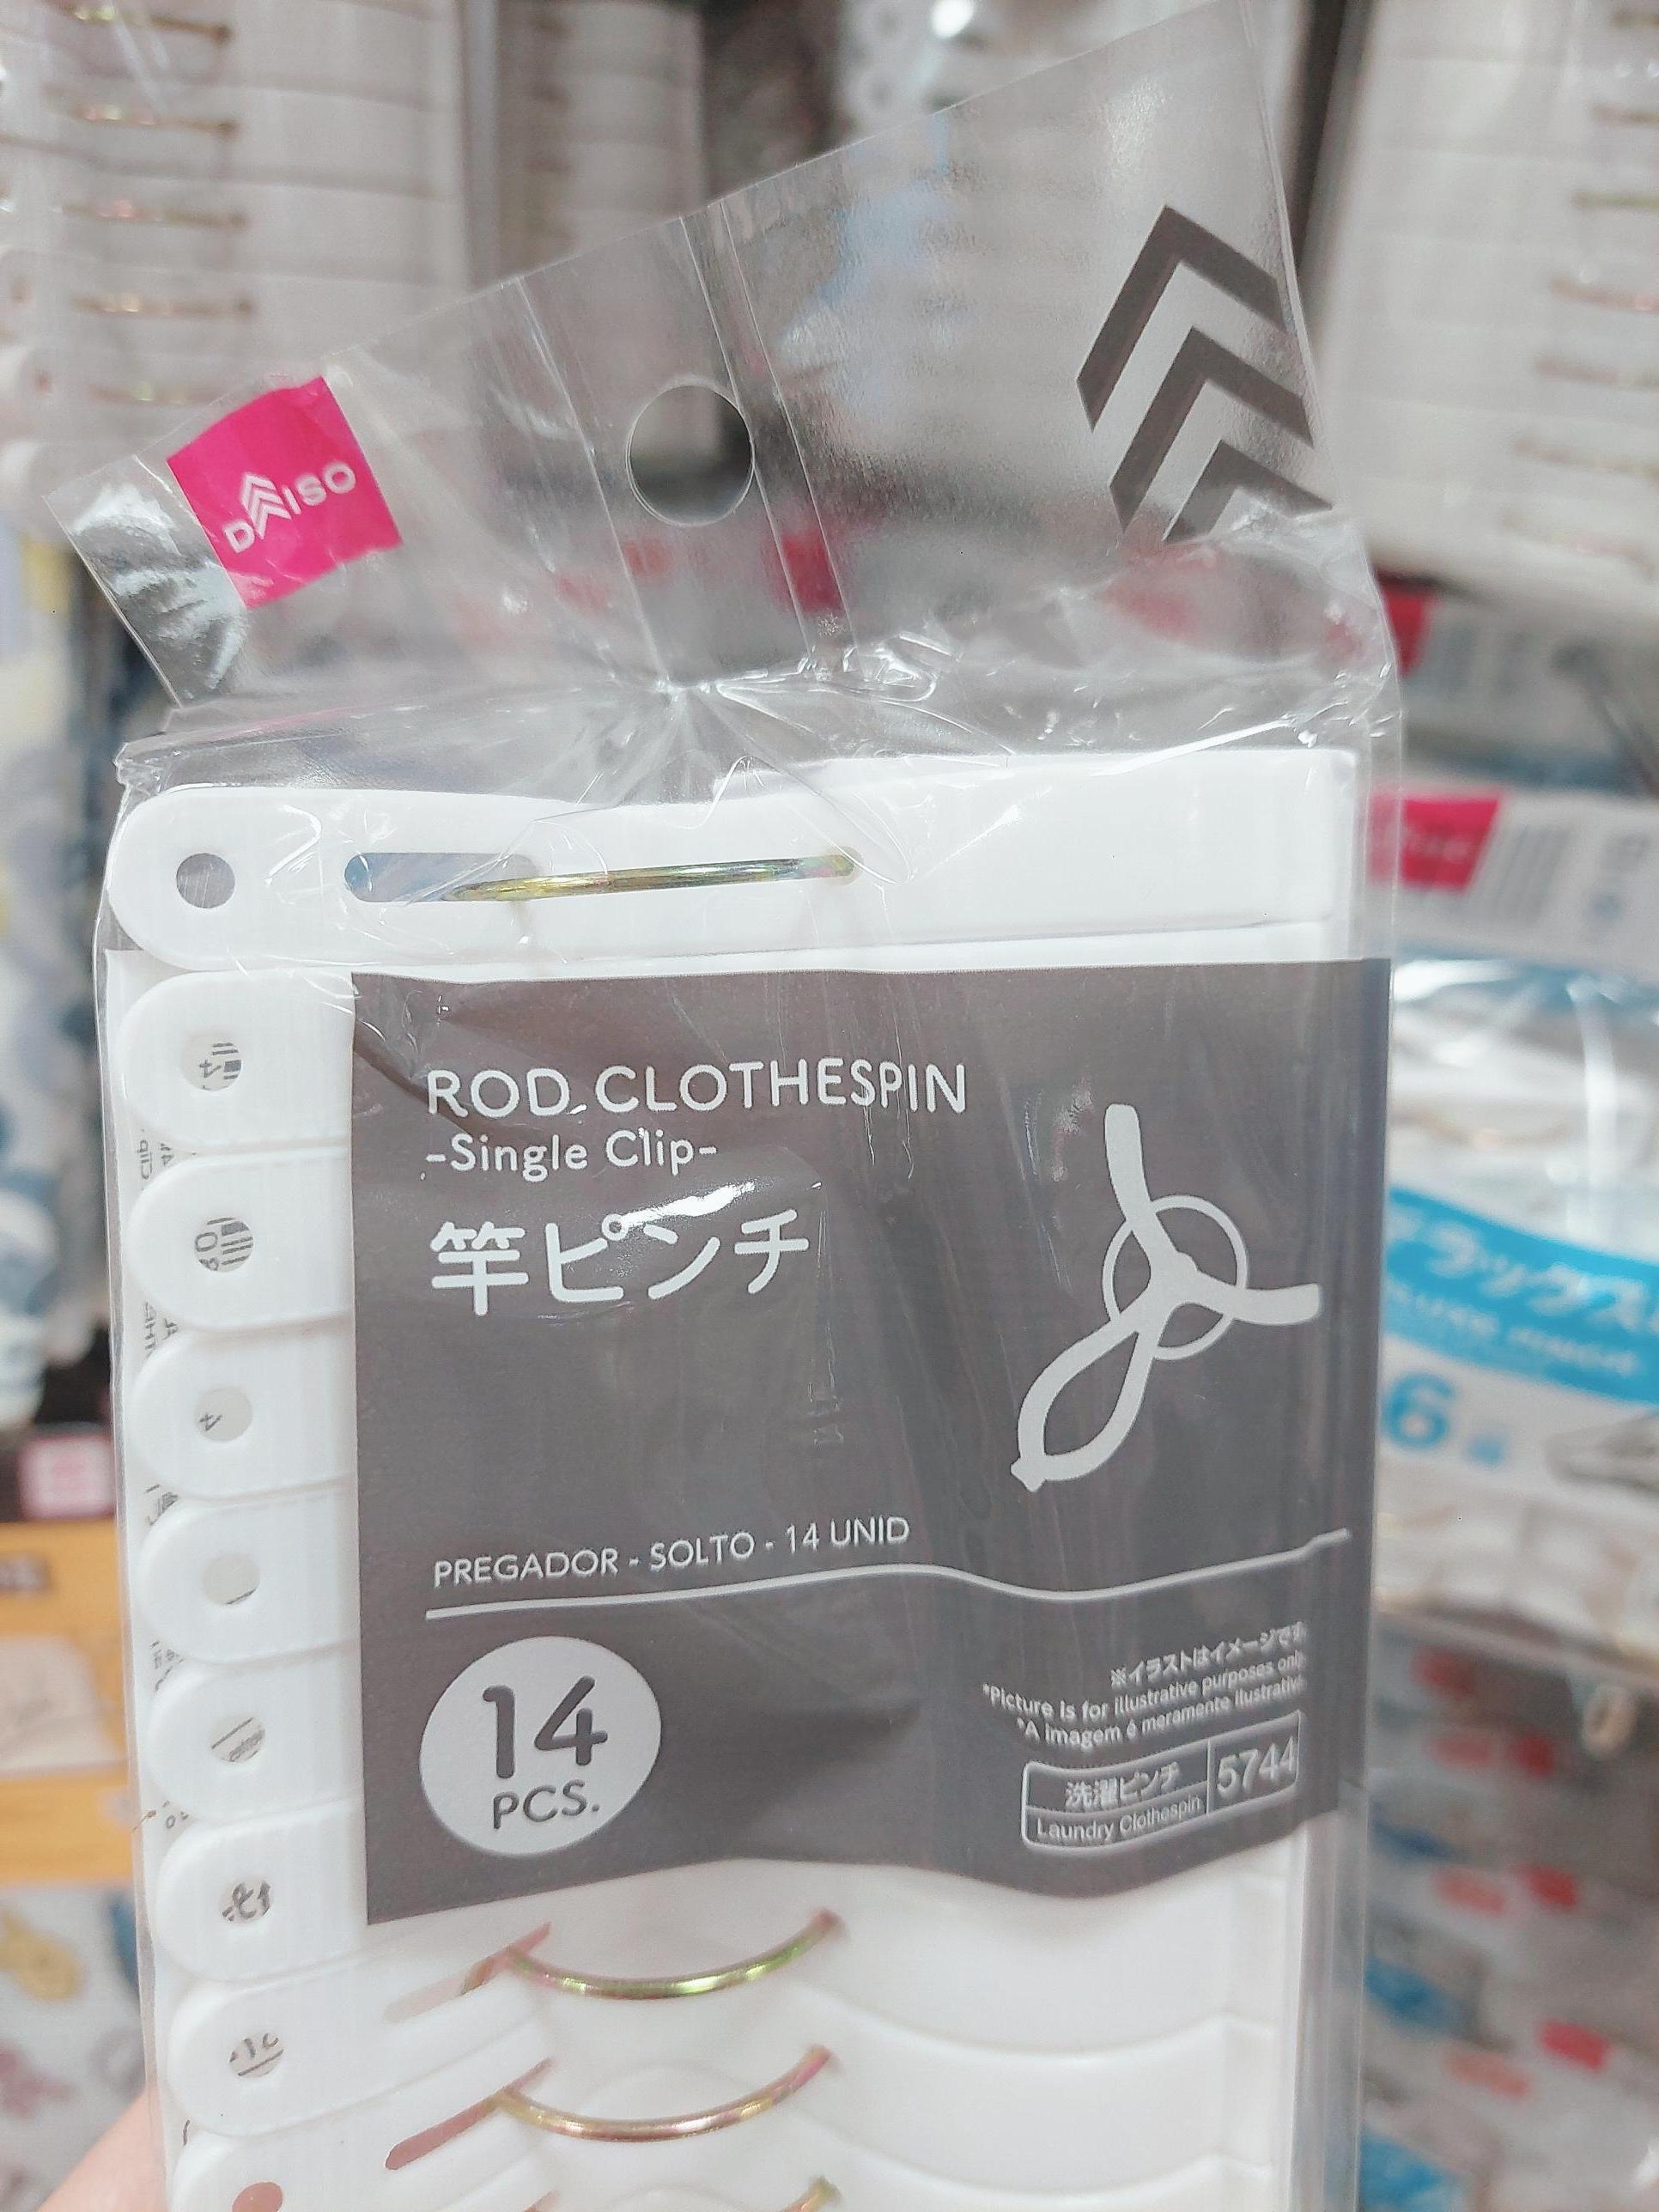 DAISO
ROD CLOTHESPIN
-Single Clip-
竿ピンチ
PREGADOR - SOLTO - 14 UNID
14
PCS.
※イラストはイメージです
*Picture is for illustrative purposes only
*A imagem é meramente ilustrativa
洗濯ピンチ
5744
Laundry Clothespin
6